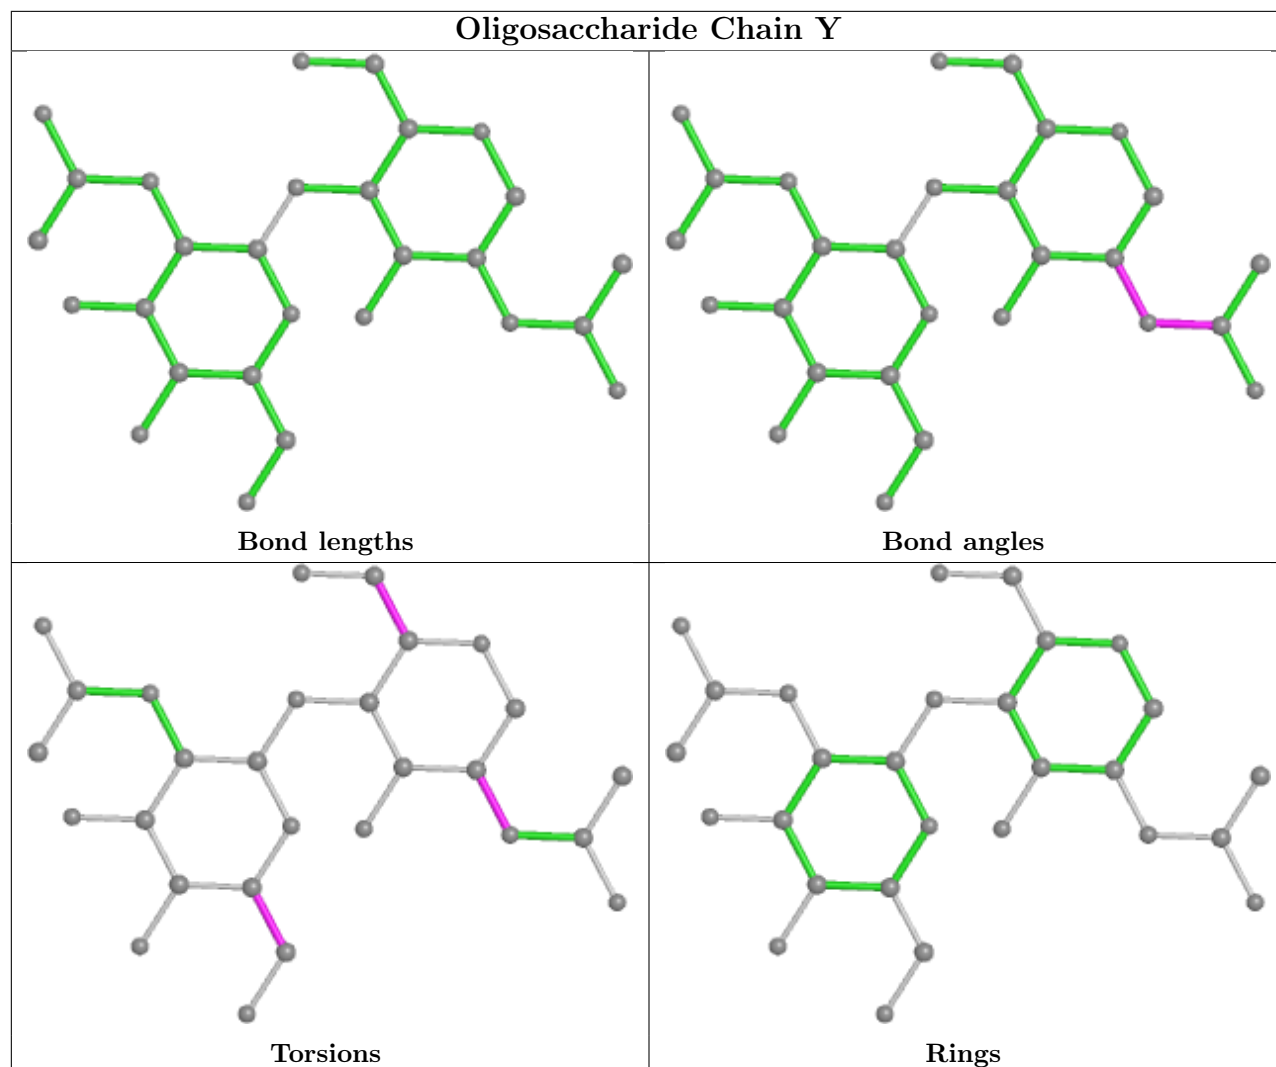 Oligosaccharide Chain Y
Bond lengths
Bond angles
Torsions
Rings